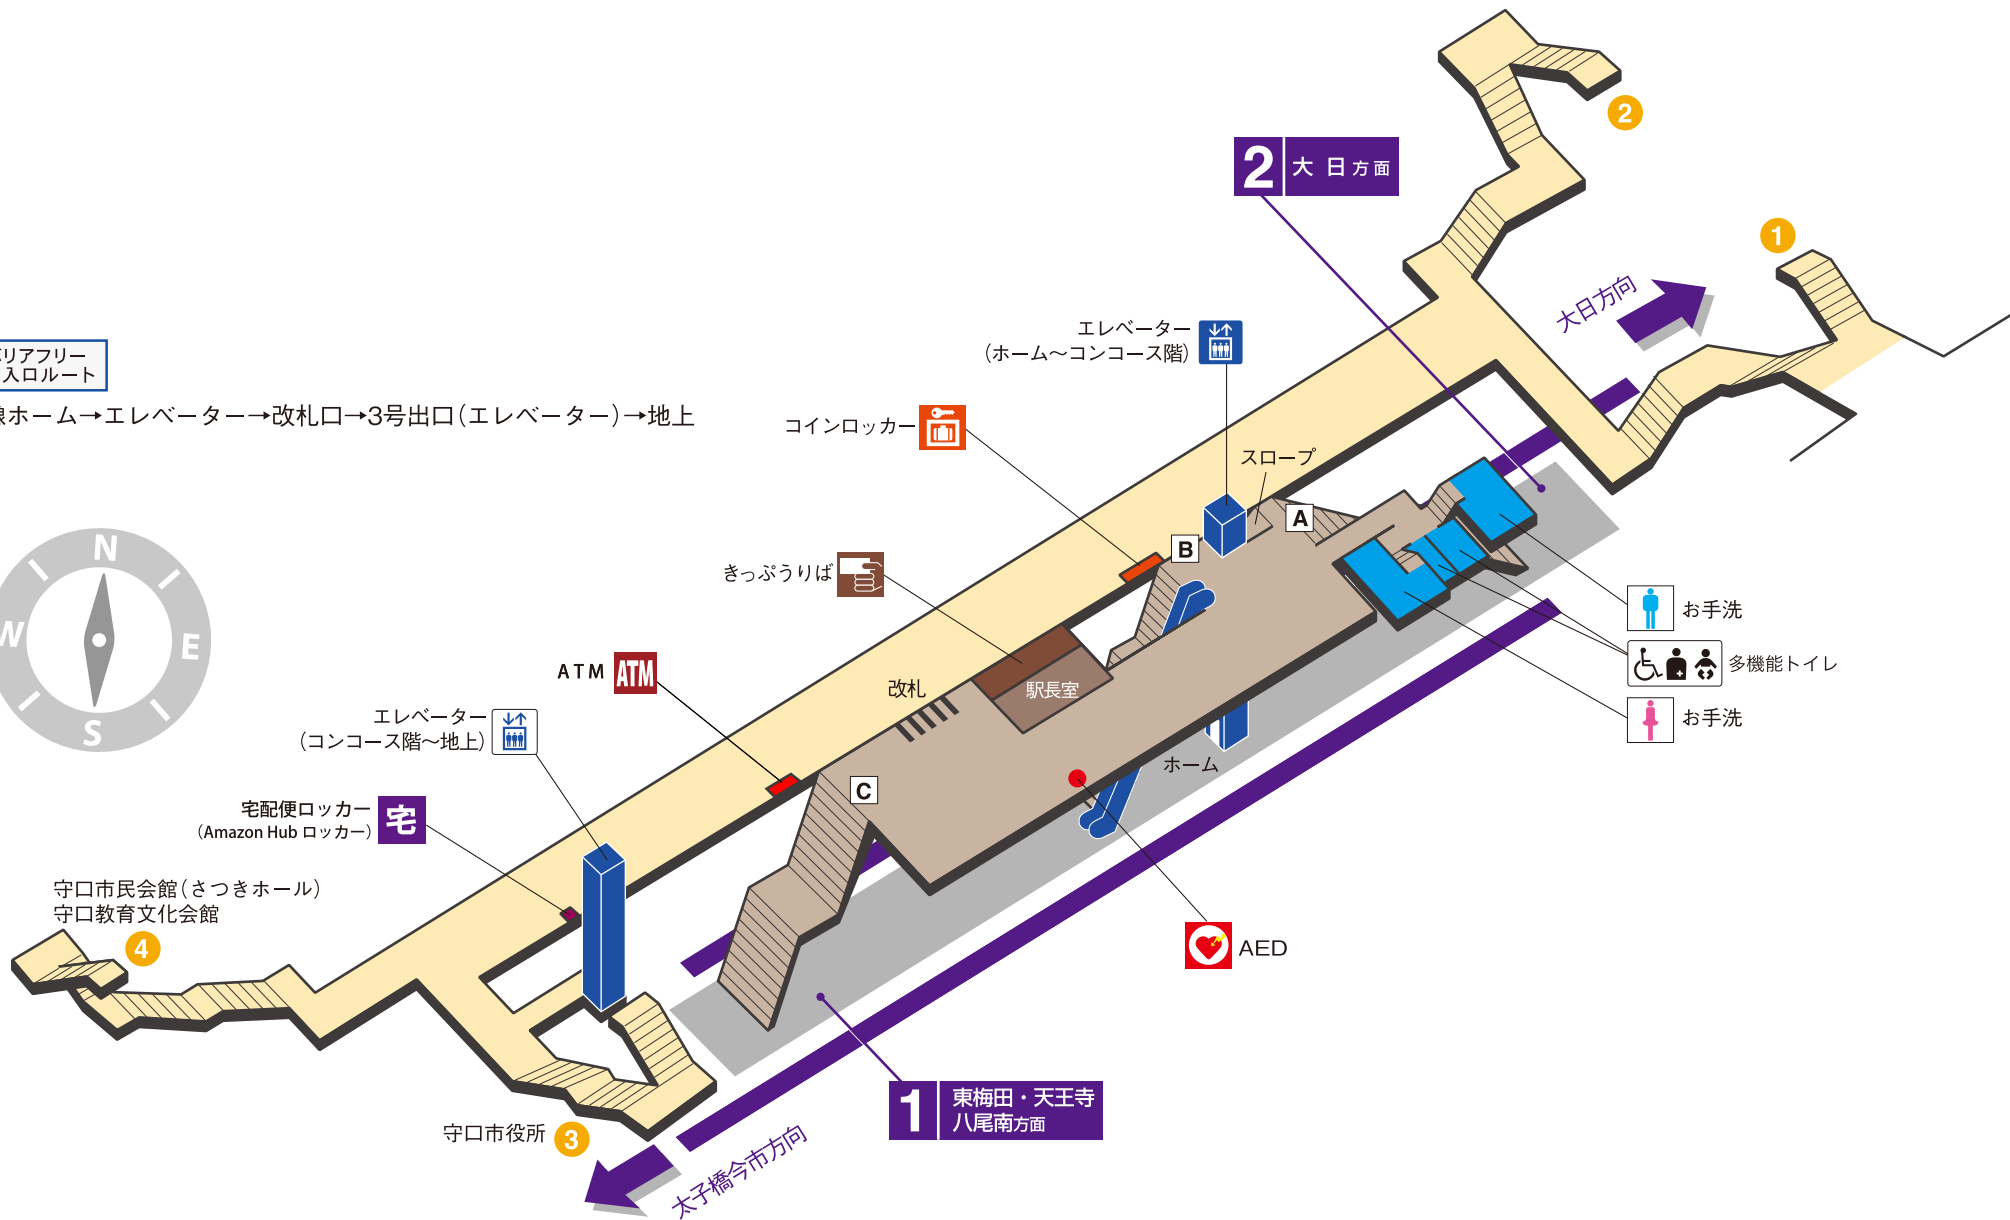 2
1
2 大日方面
大日方向
エレベーター
（ホーム～コンコース階）
バリアフリー
入口ルート
線ホーム→エレベーター→改札口→3号出口（エレベーター）→地上
コインロッカー
スロープ
A
B
きっぷうりば
N
W
E
S
お手洗
多機能トイレ
お手洗
ATM ATM
改札
駅長室
エレベーター
（コンコース階～地上）
ホーム
C
宅配便ロッカー
（Amazon Hub ロッカー）
宅
守口市民会館（さつきホール）
守口教育文化会館
4
AED
1 東梅田・天王寺
八尾南方面
守口市役所
3
太子橋今市方向